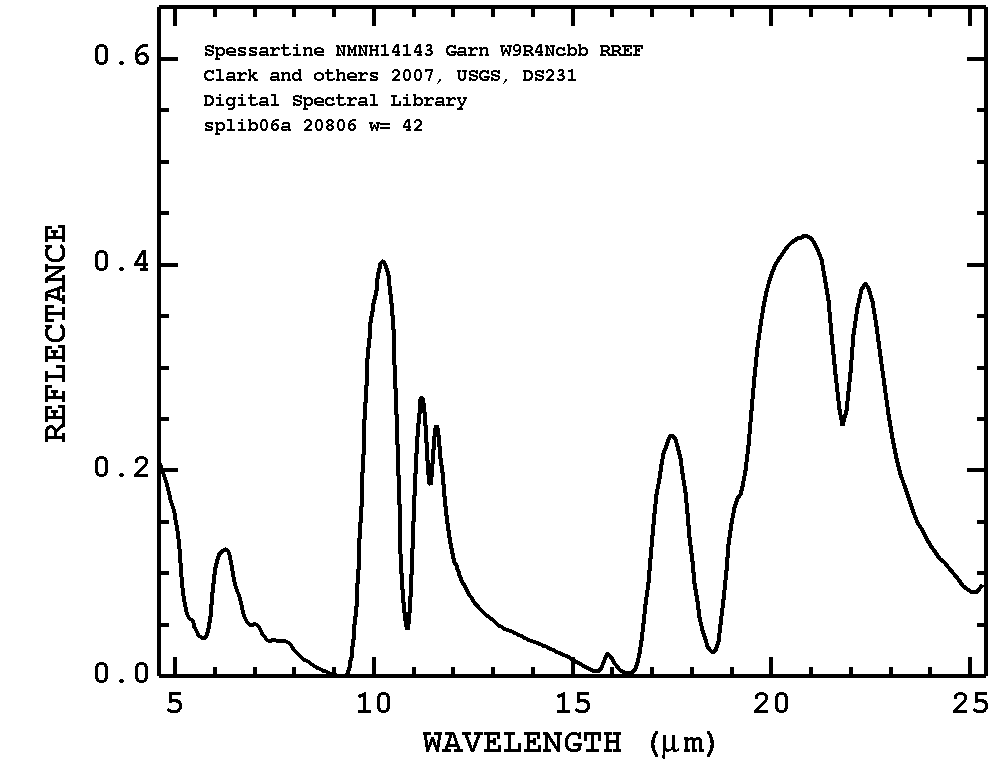 Spessartine NMNH14143 Garn W9R4Ncbb RREF
Clark and others 2007, USGS, DS231
Digital Spectral Library
splib06a 20806 w= 42
REFLECTANCE
0.6
0.4
0.2
0.0
5 10 15 20 25
WAVELENGTH (μm)